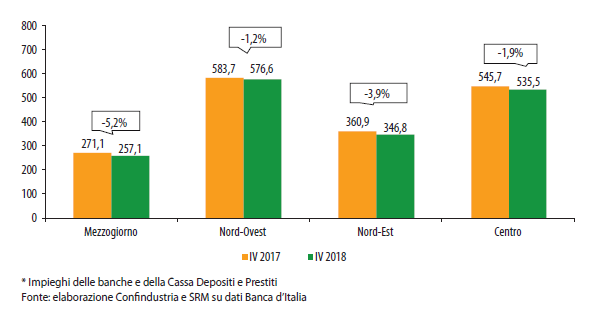 800
700
600
500
400
300
200
100
0
-5,2%
271,1
257,1
-1,2%
583,7
576,6
-3,9%
360,9
346,8
-1,9%
545,7
535,5
Mezzogiorno
Nord-Ovest
Nord-Est
Centro
IV 2017
IV 2018
* Impieghi delle banche e della Cassa Depositi e Prestiti
Fonte: elaborazione Confindustria e SRM su dati Banca d'Italia